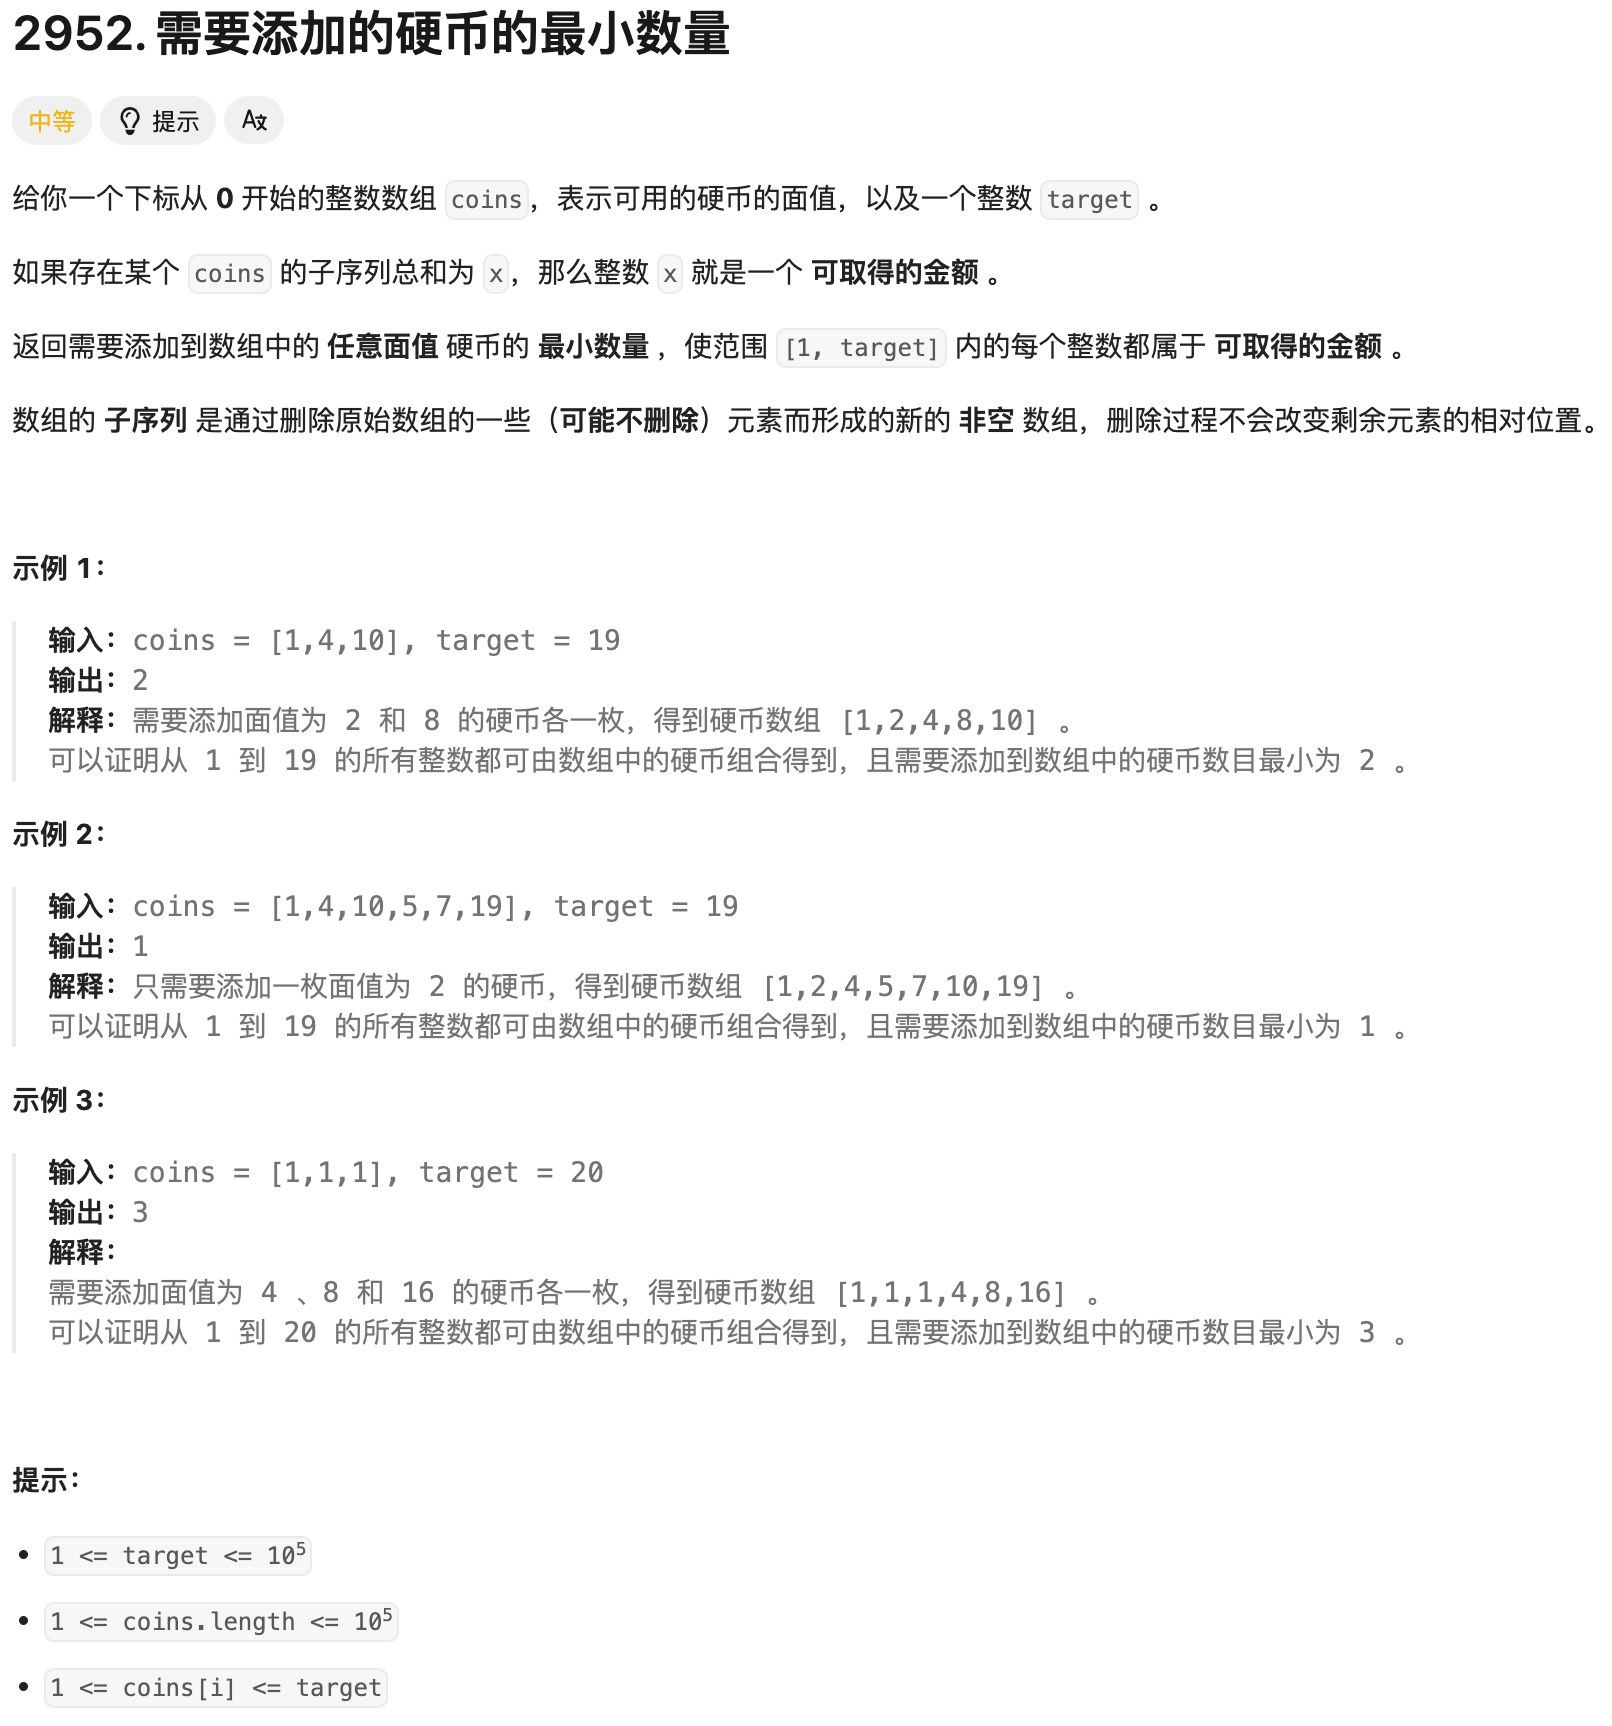 2952. 需要添加的硬币的最小数量
中等 提示
给你一个下标从 0 开始的整数数组 coins，表示可用的硬币的面值，以及一个整数 target 。
如果存在某个 coins 的子序列总和为 x，那么整数 x 就是一个 可取得的金额 。
返回需要添加到数组中的 任意面值 硬币的 最小数量 ，使范围 [1, target] 内的每个整数都属于 可取得的金额 。
数组的 子序列 是通过删除原始数组的一些（可能不删除）元素而形成的新的 非空 数组，删除过程不会改变剩余元素的相对位置。
示例 1：
输入：coins = [1,4,10], target = 19
输出：2
解释：需要添加面值为 2 和 8 的硬币各一枚，得到硬币数组 [1,2,4,8,10] 。
可以证明从 1 到 19 的所有整数都可由数组中的硬币组合得到，且需要添加到数组中的硬币数目最小为 2 。
示例 2：
输入：coins = [1,4,10,5,7,19], target = 19
输出：1
解释：只需要添加一枚面值为 2 的硬币，得到硬币数组 [1,2,4,5,7,10,19] 。
可以证明从 1 到 19 的所有整数都可由数组中的硬币组合得到，且需要添加到数组中的硬币数目最小为 1 。
示例 3：
输入：coins = [1,1,1], target = 20
输出：3
解释：
需要添加面值为 4 、8 和 16 的硬币各一枚，得到硬币数组 [1,1,1,4,8,16] 。
可以证明从 1 到 20 的所有整数都可由数组中的硬币组合得到，且需要添加到数组中的硬币数目最小为 3 。
提示：
• 1 <= target <= 10⁵
• 1 <= coins.length <= 10⁵
• 1 <= coins[i] <= target